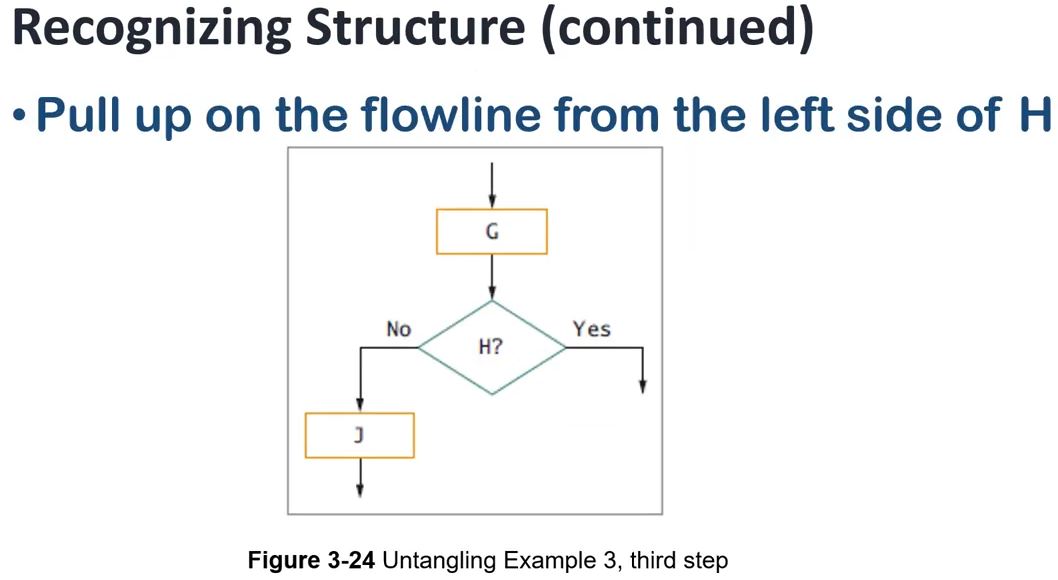 Recognizing Structure (continued)
• Pull up on the flowline from the left side of H
G
No
Yes
H?
J
Figure 3-24 Untangling Example 3, third step